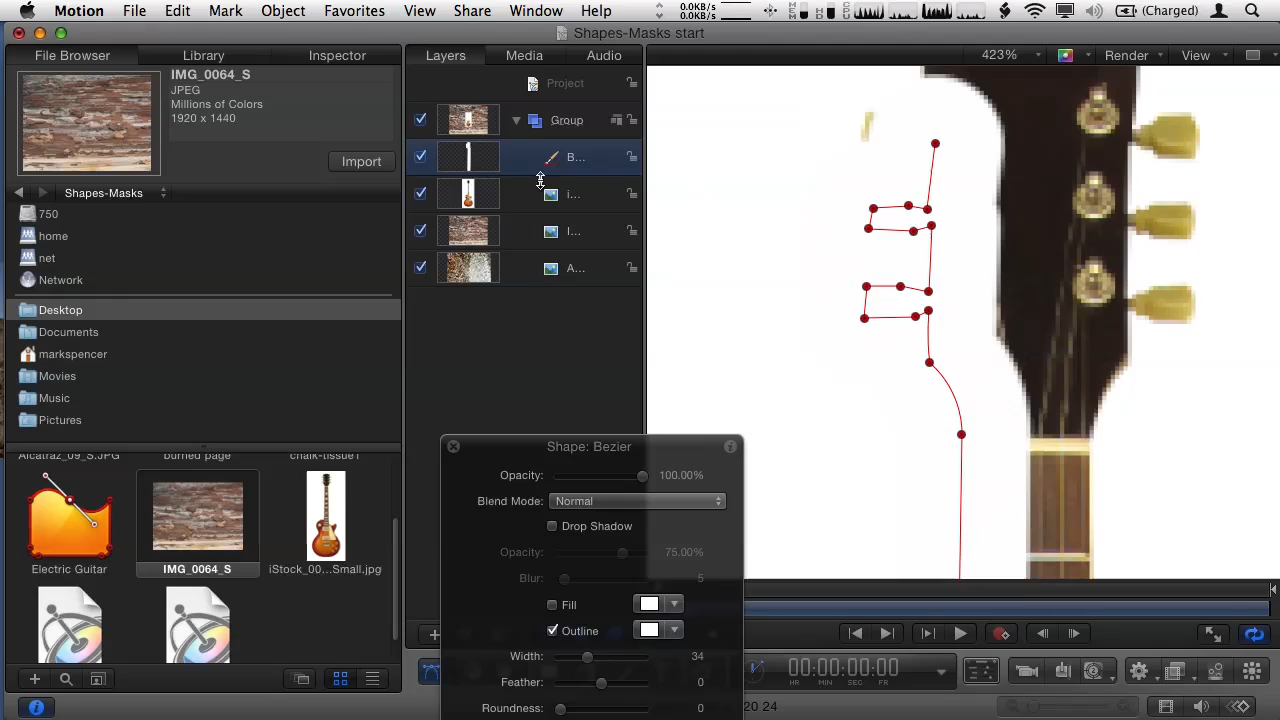 Motion File Edit Mark Object Favorites View Share Window Help 0.0KB/s 0.0KB/s (Charged)
Shapes-Masks start
File Browser Library Inspector Layers Media Audio 423% Render View
IMG_0064_S
JPEG
Millions of Colors
1920 x 1440
Import
Project
Group
B...
i...
I...
A...
Shapes-Masks
750
home
net
Network
Desktop
Documents
markspencer
Movies
Music
Pictures
Alcatraz_09_S.JPG burned page chalk-tissue1
Electric Guitar IMG_0064_S iStock_00...Small.jpg
Shape: Bezier
Opacity: 100.00%
Blend Mode: Normal
Drop Shadow
Opacity: 75.00%
Blur: 5
Fill
Outline
Width: 34
Feather: 0
Roundness: 0
00:00:00:00
HR MIN SEC FR
20 24